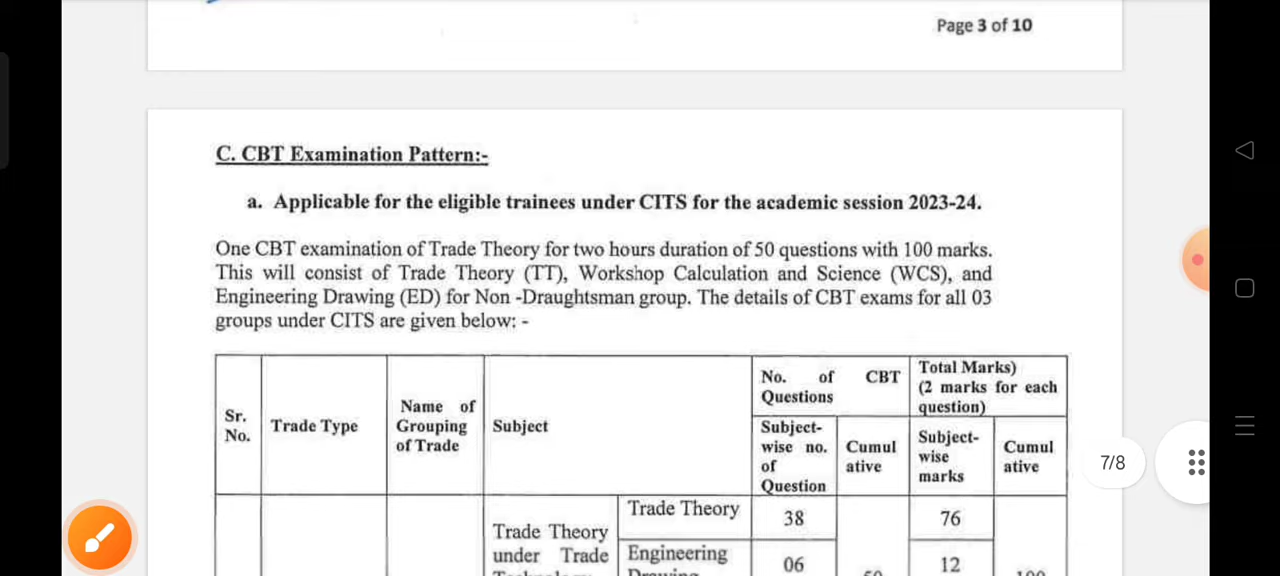 Page 3 of 10
C. CBT Examination Pattern:-
a. Applicable for the eligible trainees under CITS for the academic session 2023-24.
One CBT examination of Trade Theory for two hours duration of 50 questions with 100 marks.
This will consist of Trade Theory (TT), Workshop Calculation and Science (WCS), and
Engineering Drawing (ED) for Non -Draughtsman group. The details of CBT exams for all 03
groups under CITS are given below: -
Sr.
No.
Trade Type
Name of
Grouping
of Trade
Subject
No. of CBT
Questions
Total Marks)
(2 marks for each
question)
Subject-
wise no.
of
Question
Cumul
ative
Subject-
wise
marks
Cumul
ative
Trade Theory
under Trade
Trade Theory
38
76
Engineering
Drawing
06
12
50
100
7/8